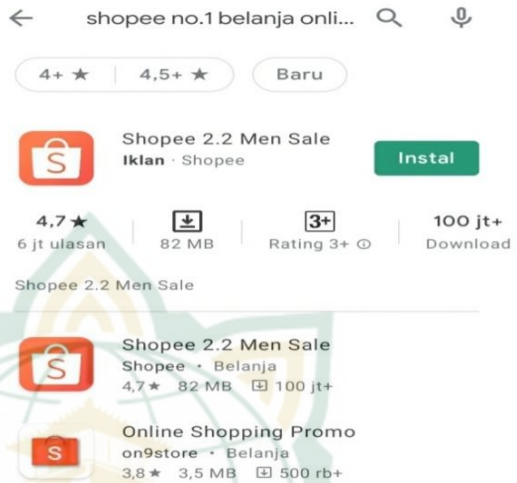 shopee no.1 belanja onli...
4+ ★ 4,5+ ★ Baru
Shopee 2.2 Men Sale
Iklan · Shopee
Instal
4,7 ★ 3+ 100 jt+
6 jt ulasan 82 MB Rating 3+ Download
Shopee 2.2 Men Sale
Shopee 2.2 Men Sale
Shopee • Belanja
4,7 ★ 82 MB 100 jt+
Online Shopping Promo
on9store • Belanja
3,8 ★ 3,5 MB 500 rb+